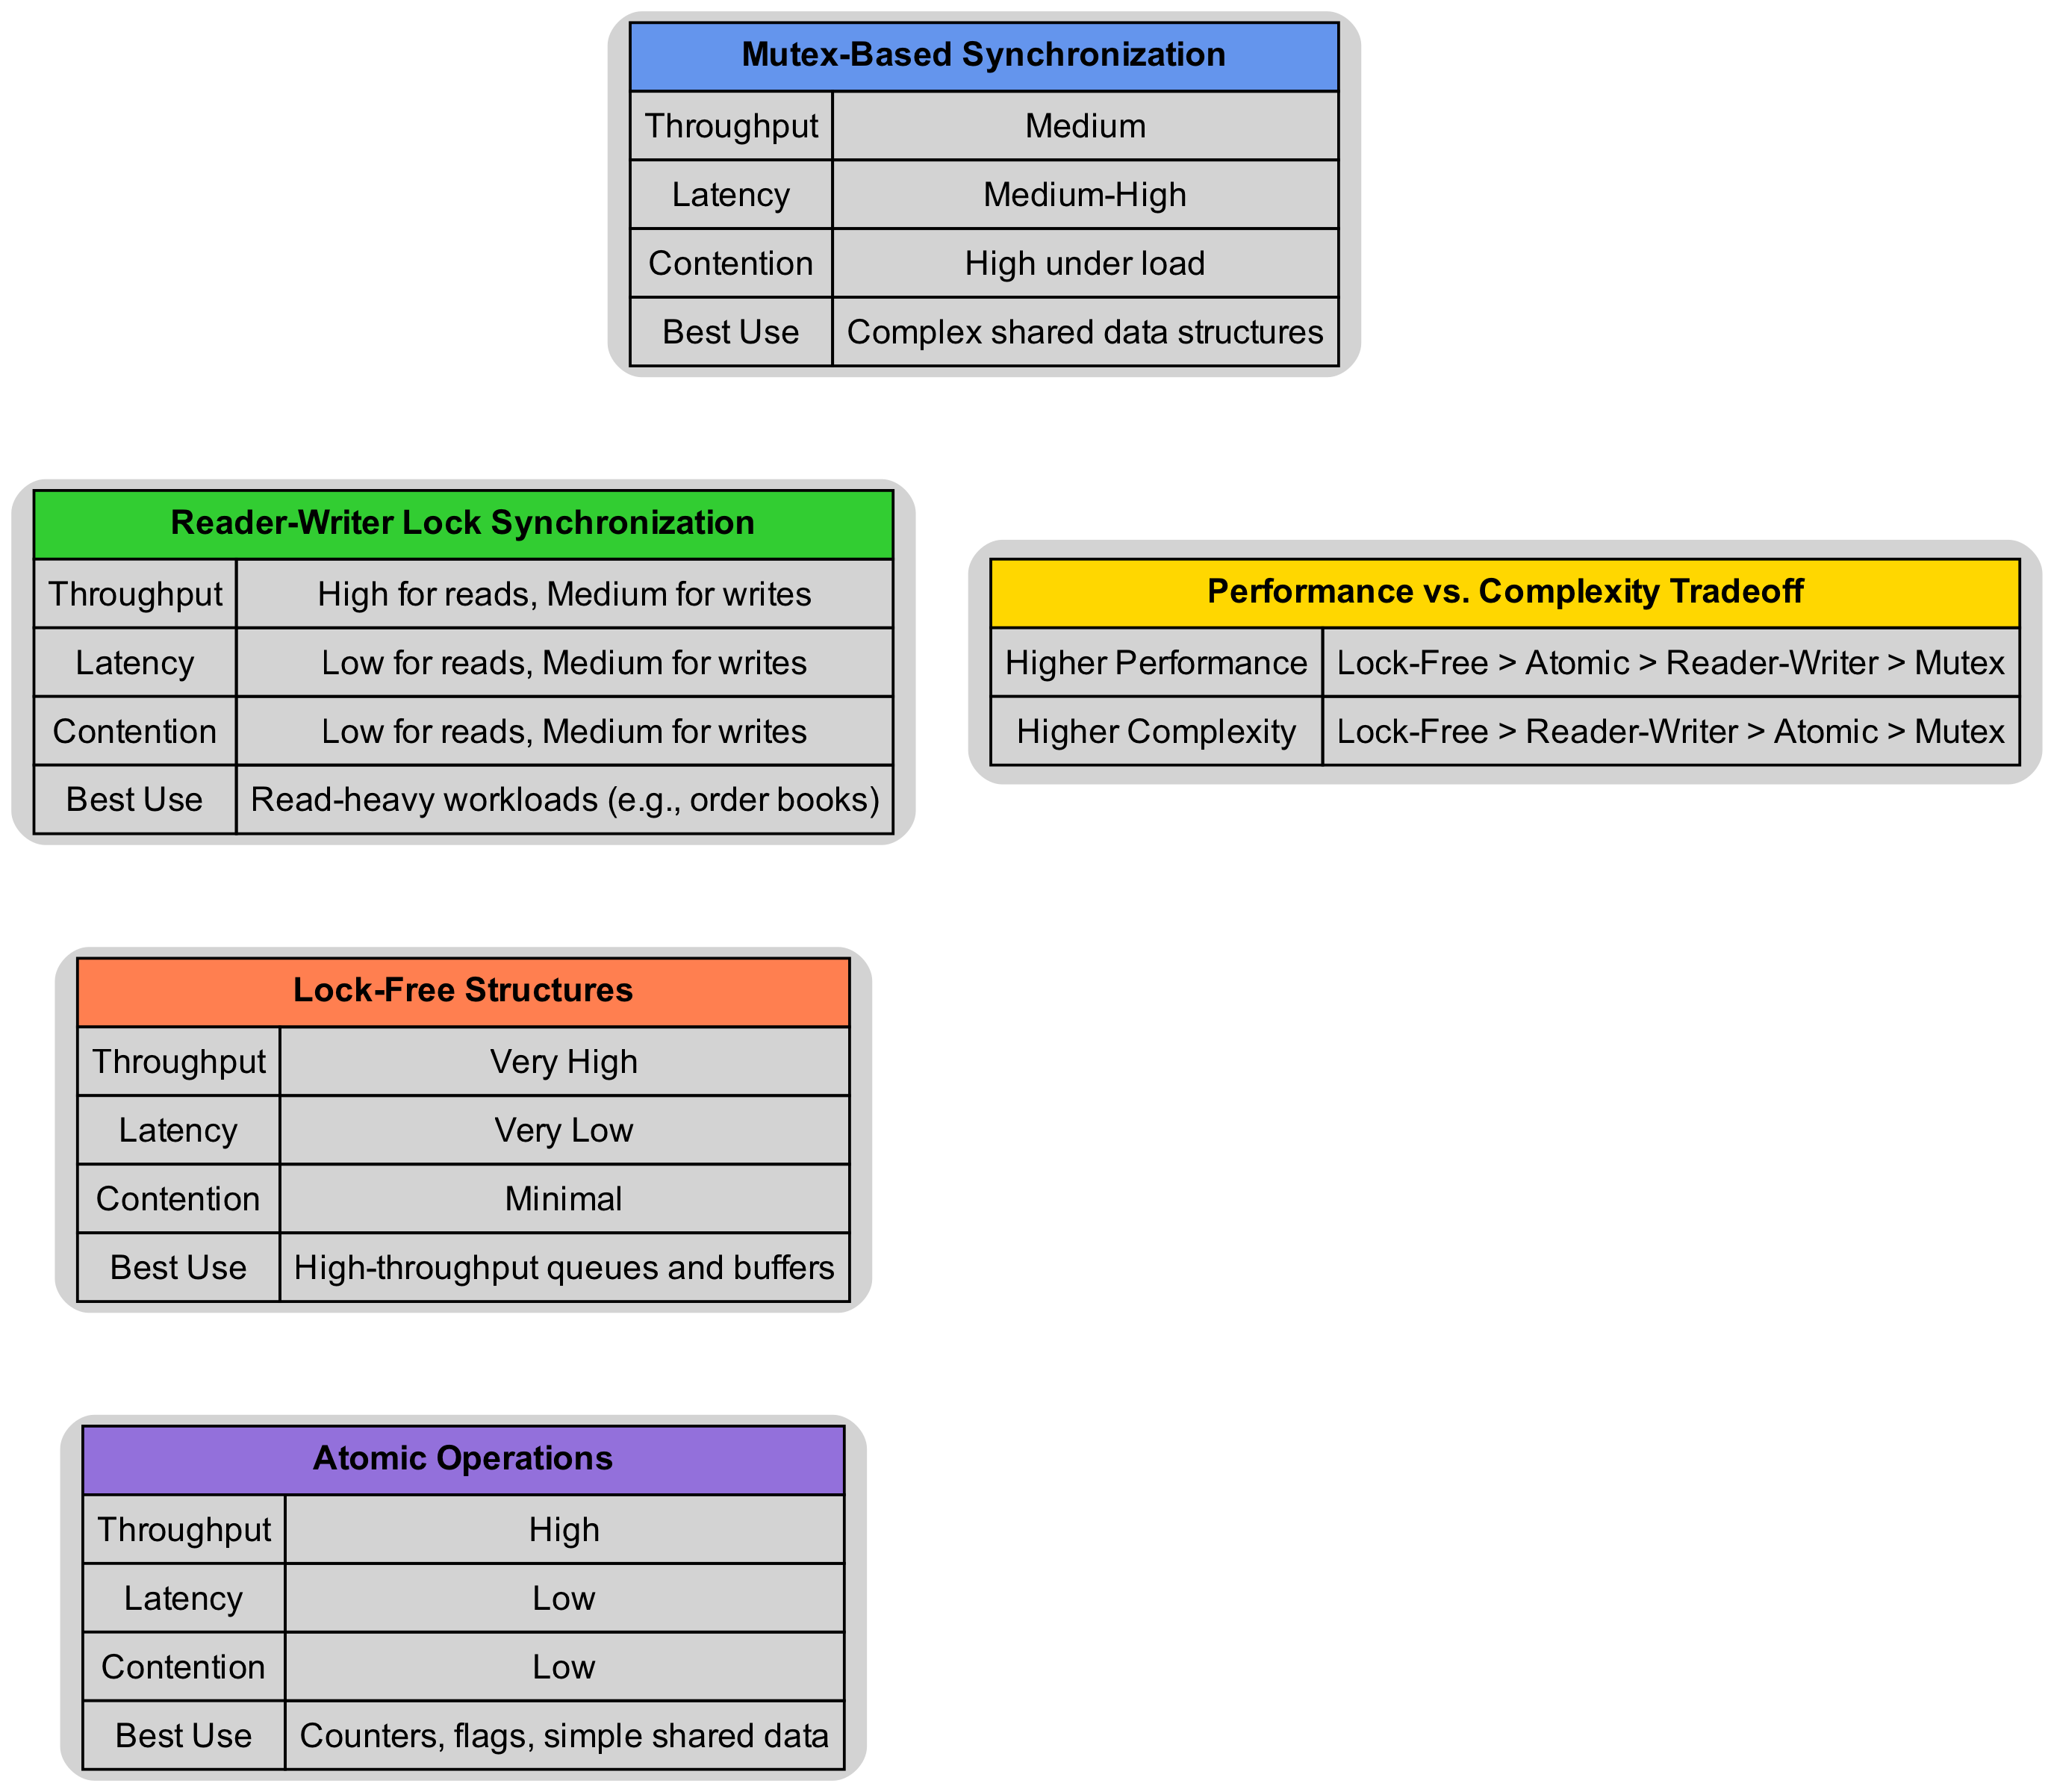 Mutex-Based Synchronization
Throughput Medium
Latency Medium-High
Contention High under load
Best Use Complex shared data structures
Reader-Writer Lock Synchronization
Throughput High for reads, Medium for writes
Latency Low for reads, Medium for writes
Contention Low for reads, Medium for writes
Best Use Read-heavy workloads (e.g., order books)
Performance vs. Complexity Tradeoff
Higher Performance Lock-Free > Atomic > Reader-Writer > Mutex
Higher Complexity Lock-Free > Reader-Writer > Atomic > Mutex
Lock-Free Structures
Throughput Very High
Latency Very Low
Contention Minimal
Best Use High-throughput queues and buffers
Atomic Operations
Throughput High
Latency Low
Contention Low
Best Use Counters, flags, simple shared data